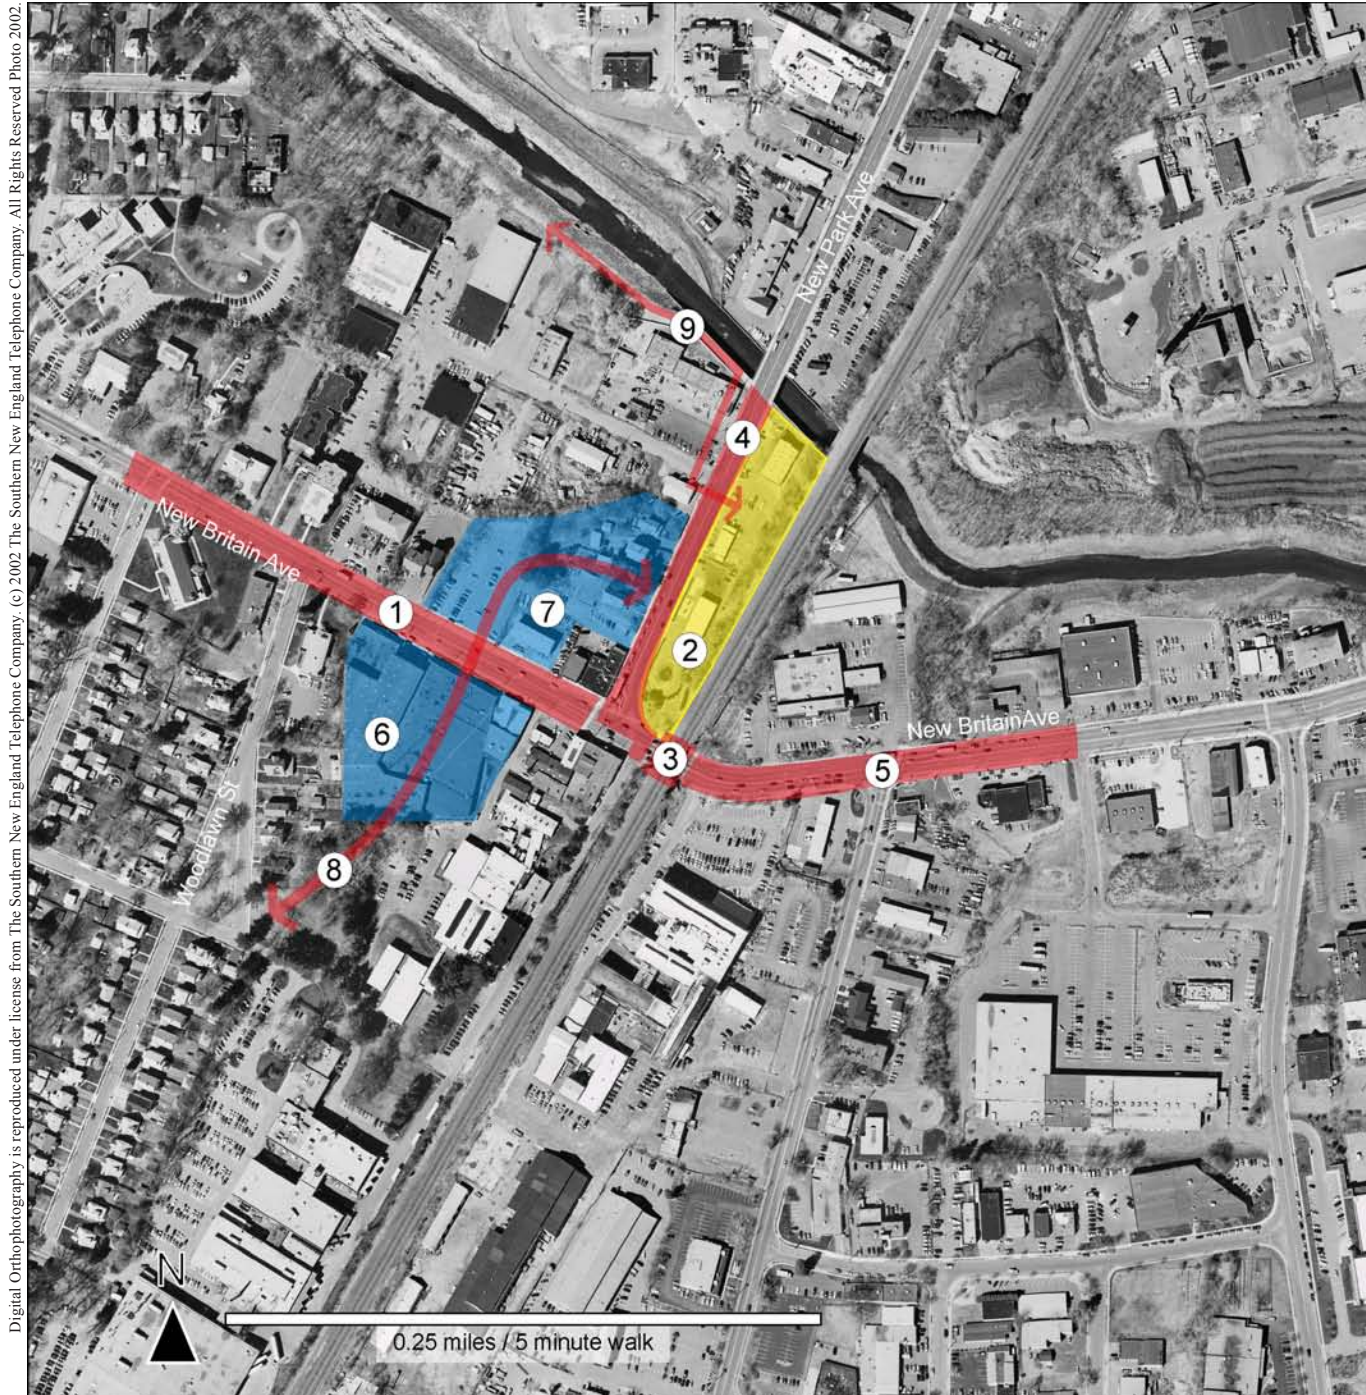 Digital Orthophotography is reproduced under license from The Southern New England Telephone Company. (c) 2002 The Southern New England Telephone Company. All Rights Reserved Photo 2002.
New Park Ave
9
4
New Britain Ave
1
7
2
6
New BritainAve
3
5
Woodlawn St
8
N
0.25 miles / 5 minute walk